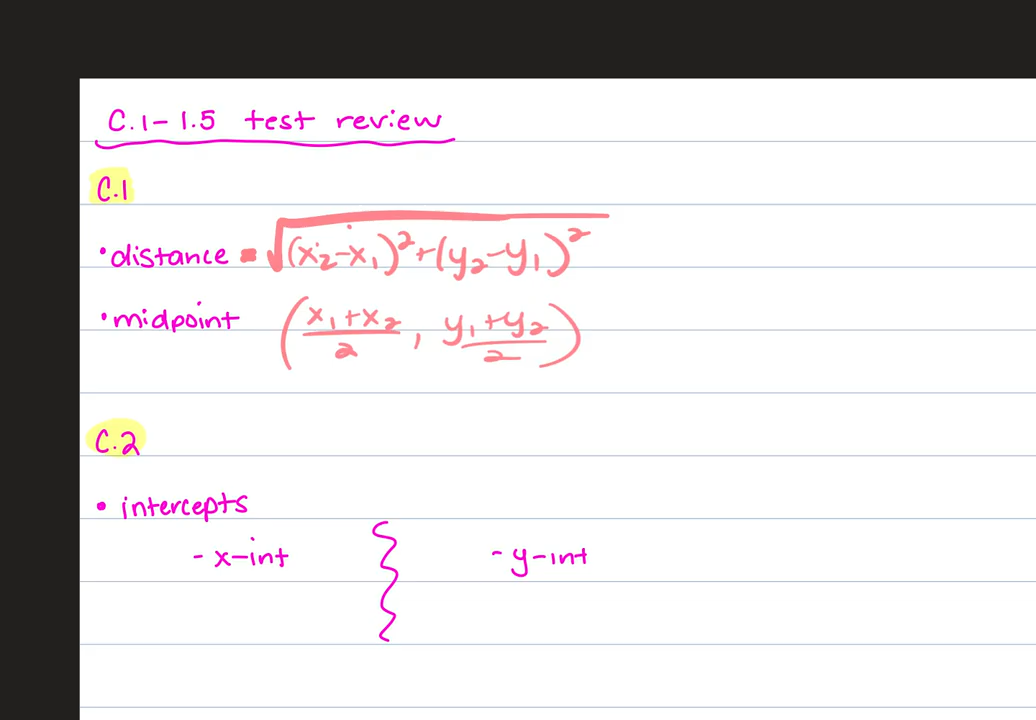 C.1-1.5 test review
C.1
•distance = √(x₂-x₁)²+(y₂-y₁)²
•midpoint (x₁+x₂/2, y₁+y₂/2)
C.2
• intercepts
- x-int - y-int